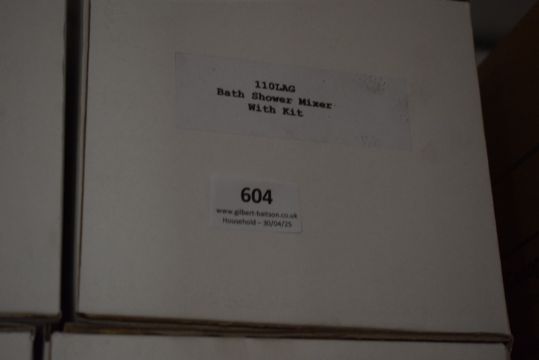 110LAG
Bath Shower Mixer
With Kit
604
www.gilbert-baitson.co.uk
Household – 30/04/25